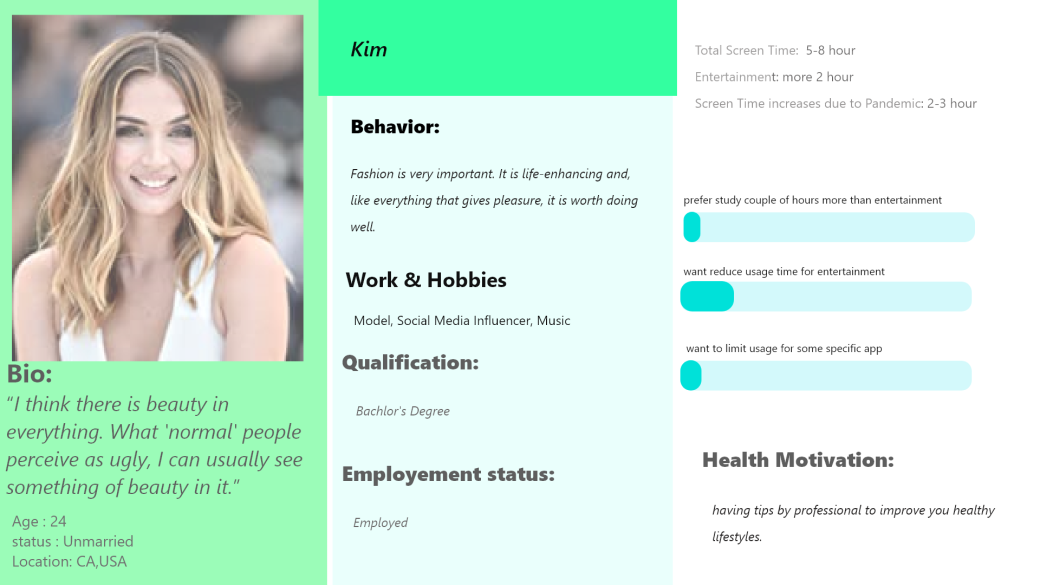 Bio:
“I think there is beauty in
everything. What 'normal' people
perceive as ugly, I can usually see
something of beauty in it.”
Age : 24
status : Unmarried
Location: CA,USA
Kim
Behavior:
Fashion is very important. It is life-enhancing and,
like everything that gives pleasure, it is worth doing
well.
Work & Hobbies
Model, Social Media Influencer, Music
Qualification:
Bachlor's Degree
Employement status:
Employed
Total Screen Time: 5-8 hour
Entertainment: more 2 hour
Screen Time increases due to Pandemic: 2-3 hour
prefer study couple of hours more than entertainment
want reduce usage time for entertainment
want to limit usage for some specific app
Health Motivation:
having tips by professional to improve you healthy
lifestyles.